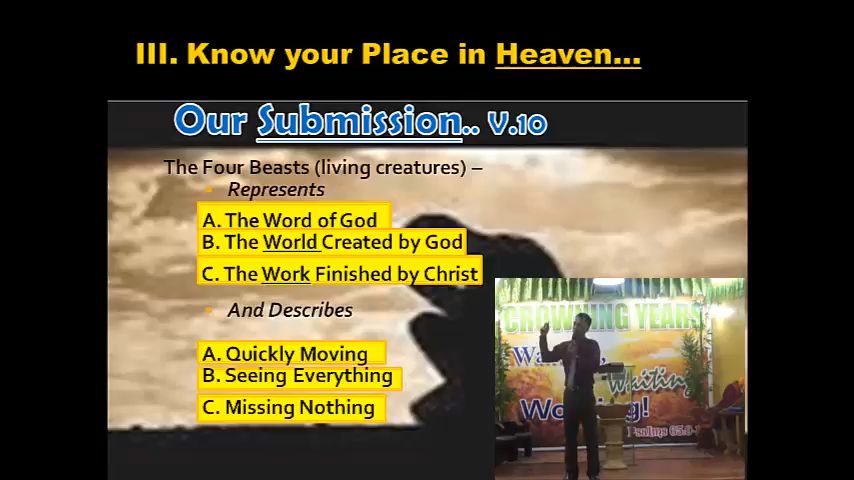 III. Know your Place in Heaven...
Our Submission.. V.10
The Four Beasts (living creatures) –
Represents
A. The Word of God
B. The World Created by God
C. The Work Finished by Christ
And Describes
A. Quickly Moving
B. Seeing Everything
C. Missing Nothing
CROWNING YEARS
Waiting
Working!
Psalms 65: